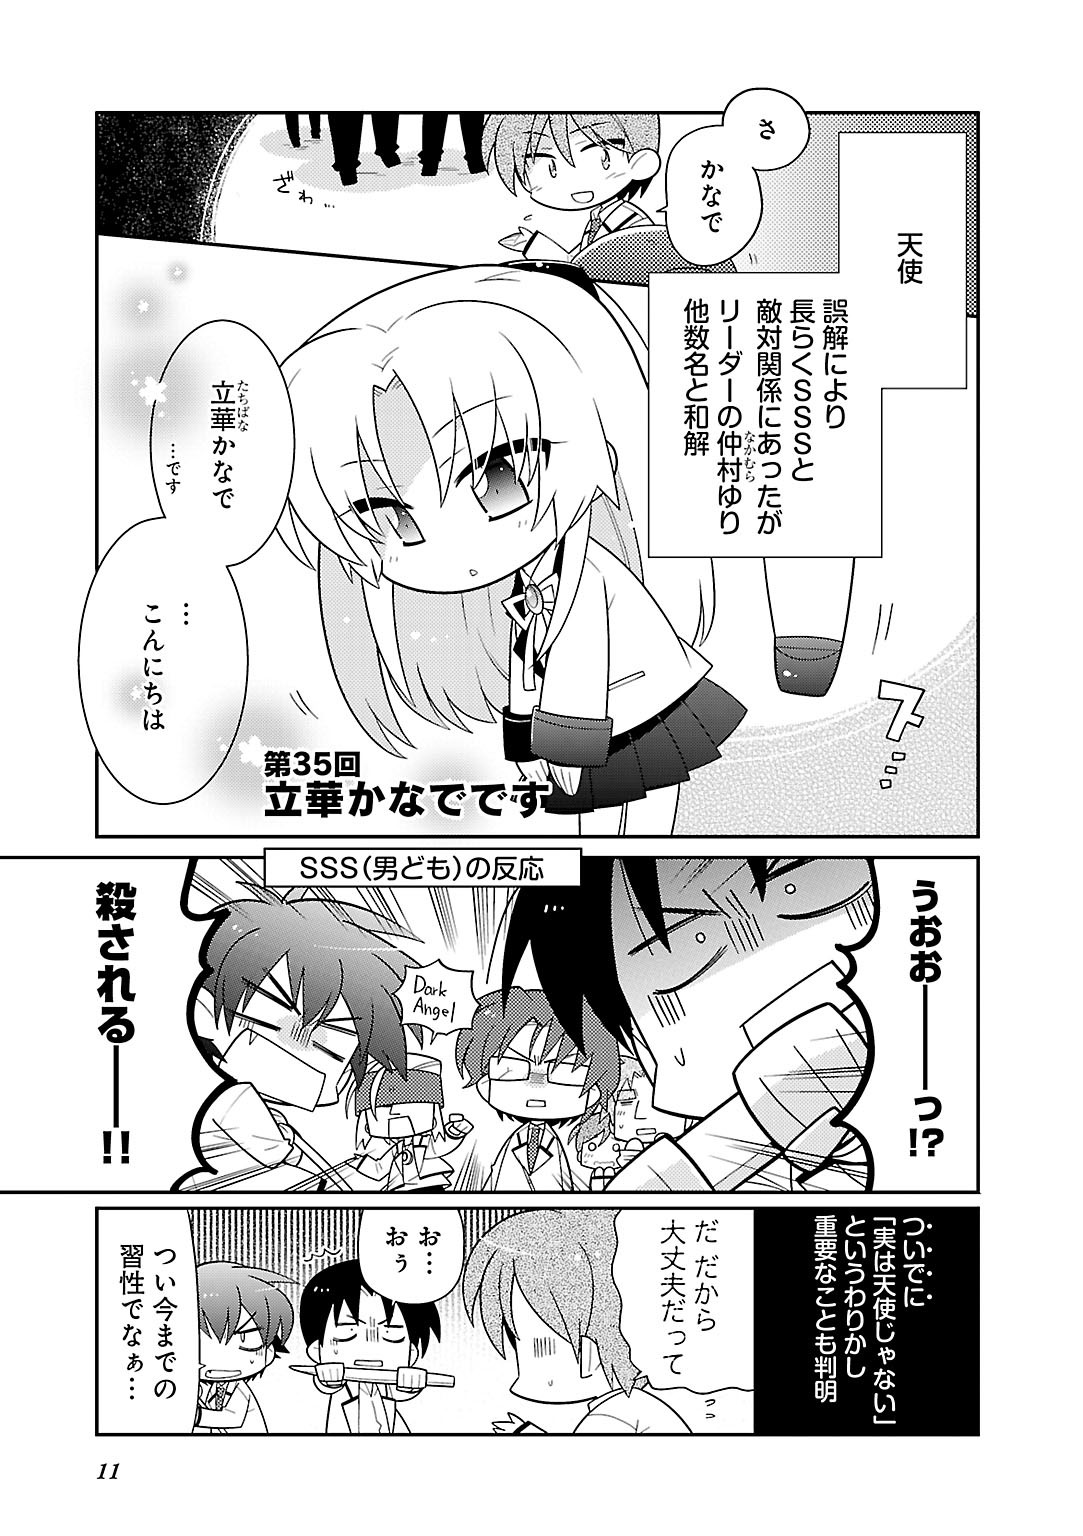 さ
かなで
ざわ…
天使
誤解により
長らくSSSと
敵対関係にあったが
リーダーの仲村ゆり
なかむら
他数名と和解
立華かなで
たちばな
…です
…
こんにちは
ス…
第35回
立華かなでです
SSS(男ども)の反応
うおお――っ!?
Dark
Angel
殺される――!!
ついでに
「実は天使じゃない」
というわりかし
重要なことも判明
だ だから
大丈夫だって
お…
おぅ
つい今までの
習性でなぁ…
11